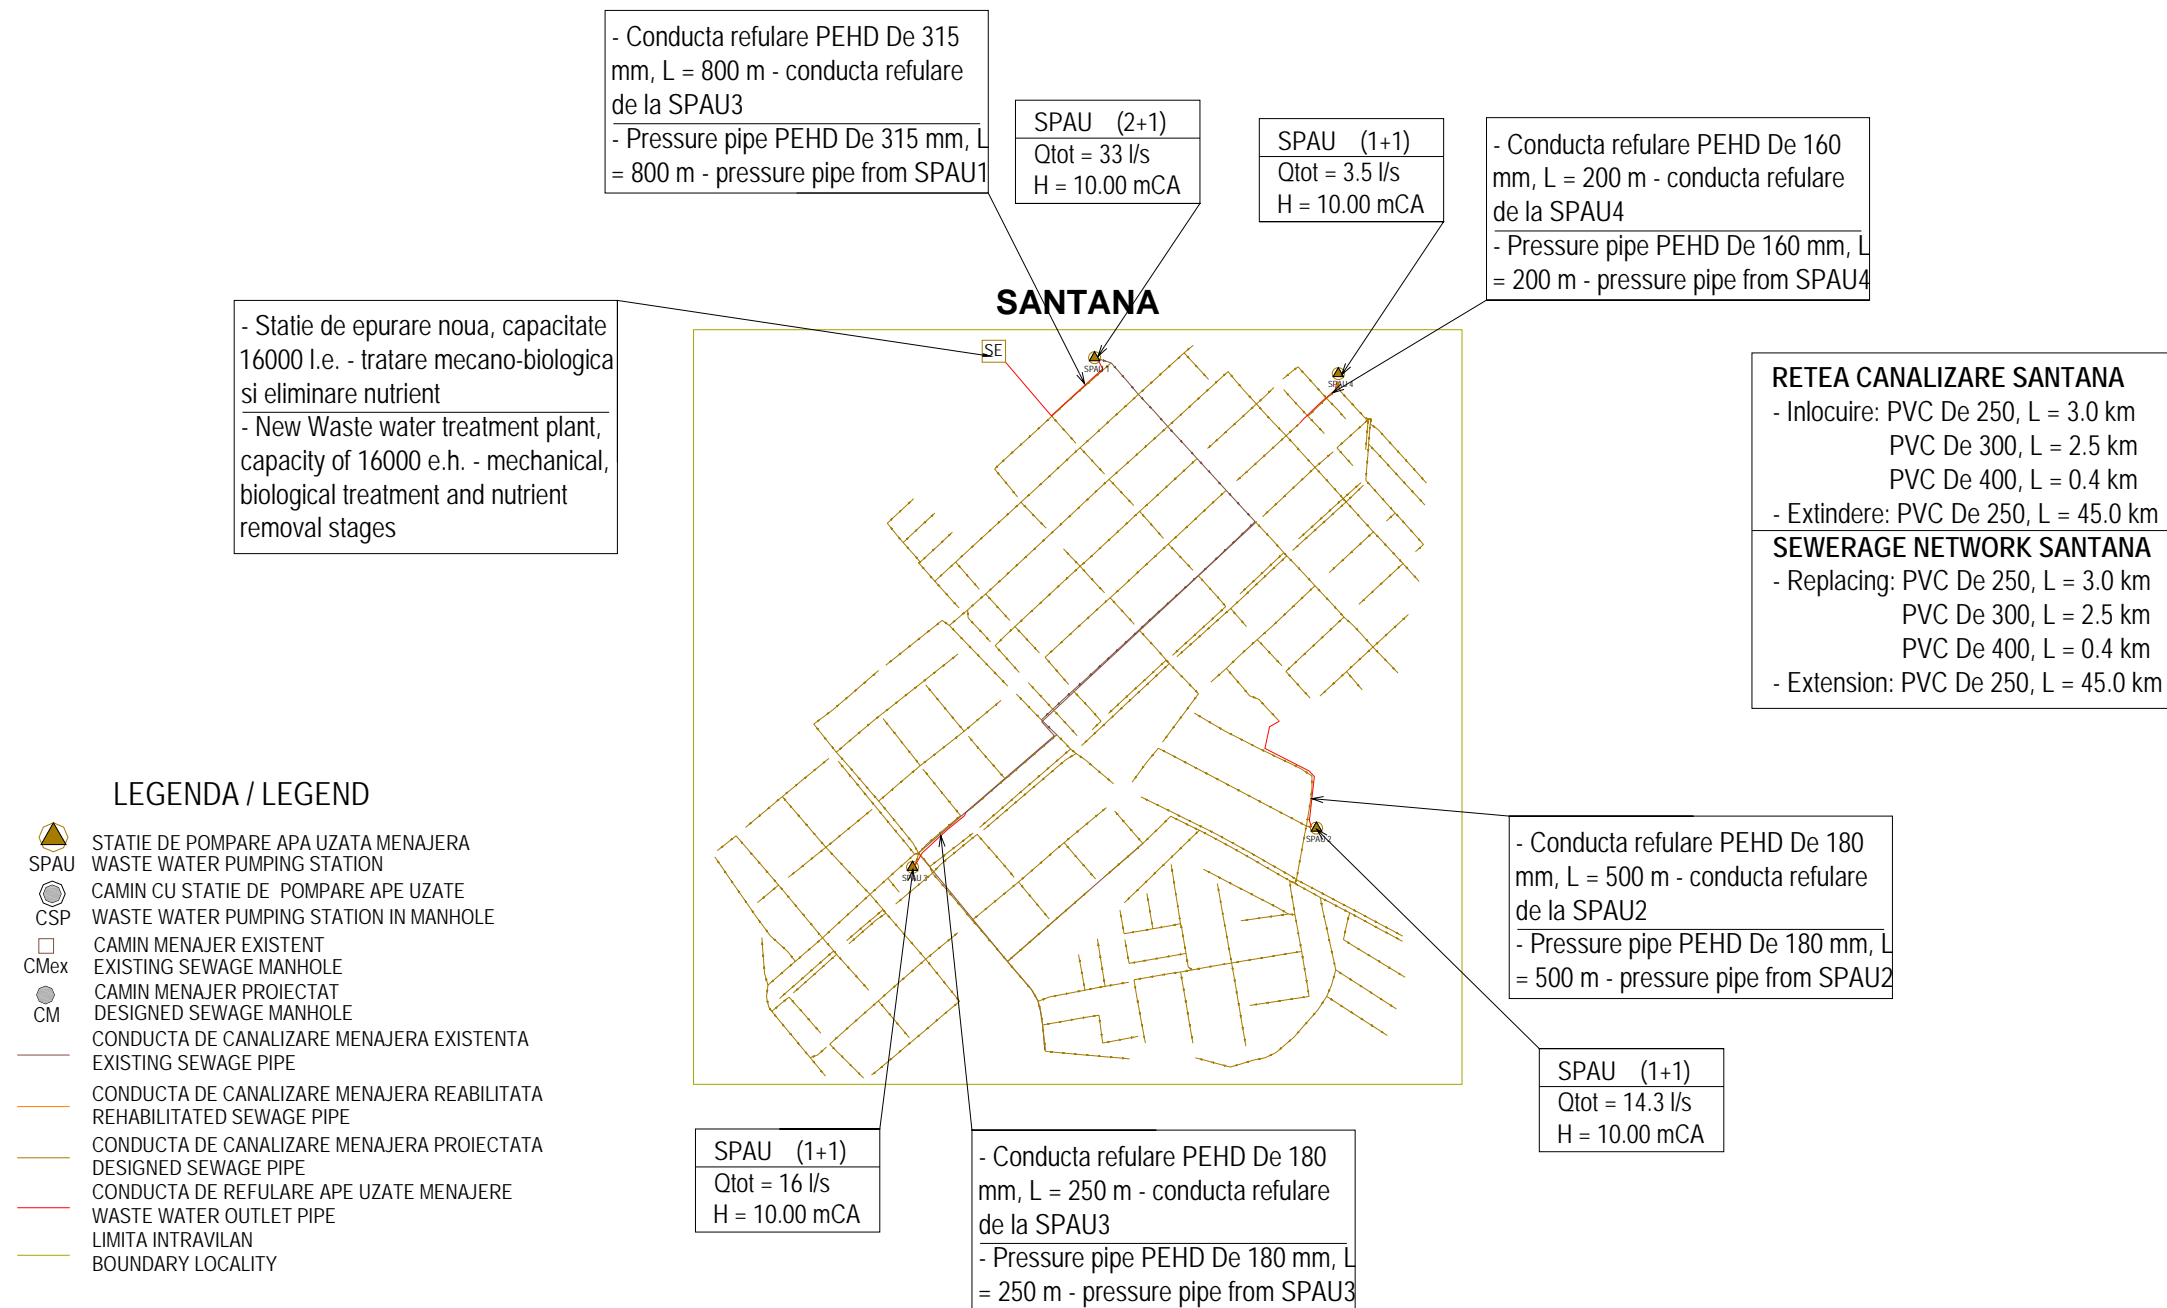 - Conducta refulare PEHD De 315
mm, L = 800 m - conducta refulare
de la SPAU3
- Pressure pipe PEHD De 315 mm, L
= 800 m - pressure pipe from SPAU1
SPAU (2+1)
Qtot = 33 l/s
H = 10.00 mCA
SPAU (1+1)
Qtot = 3.5 l/s
H = 10.00 mCA
- Conducta refulare PEHD De 160
mm, L = 200 m - conducta refulare
de la SPAU4
- Pressure pipe PEHD De 160 mm, L
= 200 m - pressure pipe from SPAU4
SANTANA
- Statie de epurare noua, capacitate
16000 l.e. - tratare mecano-biologica
si eliminare nutrient
- New Waste water treatment plant,
capacity of 16000 e.h. - mechanical,
biological treatment and nutrient
removal stages
SE
SPAU 1
SPAU 4
RETEA CANALIZARE SANTANA
- Inlocuire: PVC De 250, L = 3.0 km
PVC De 300, L = 2.5 km
PVC De 400, L = 0.4 km
- Extindere: PVC De 250, L = 45.0 km
SEWERAGE NETWORK SANTANA
- Replacing: PVC De 250, L = 3.0 km
PVC De 300, L = 2.5 km
PVC De 400, L = 0.4 km
- Extension: PVC De 250, L = 45.0 km
SPAU 2
SPAU 3
LEGENDA / LEGEND
STATIE DE POMPARE APA UZATA MENAJERA
SPAU WASTE WATER PUMPING STATION
CAMIN CU STATIE DE POMPARE APE UZATE
CSP WASTE WATER PUMPING STATION IN MANHOLE
CAMIN MENAJER EXISTENT
CMex EXISTING SEWAGE MANHOLE
CAMIN MENAJER PROIECTAT
CM DESIGNED SEWAGE MANHOLE
CONDUCTA DE CANALIZARE MENAJERA EXISTENTA
EXISTING SEWAGE PIPE
CONDUCTA DE CANALIZARE MENAJERA REABILITATA
REHABILITATED SEWAGE PIPE
CONDUCTA DE CANALIZARE MENAJERA PROIECTATA
DESIGNED SEWAGE PIPE
CONDUCTA DE REFULARE APE UZATE MENAJERE
WASTE WATER OUTLET PIPE
LIMITA INTRAVILAN
BOUNDARY LOCALITY
- Conducta refulare PEHD De 180
mm, L = 500 m - conducta refulare
de la SPAU2
- Pressure pipe PEHD De 180 mm, L
= 500 m - pressure pipe from SPAU2
SPAU (1+1)
Qtot = 14.3 l/s
H = 10.00 mCA
SPAU (1+1)
Qtot = 16 l/s
H = 10.00 mCA
- Conducta refulare PEHD De 180
mm, L = 250 m - conducta refulare
de la SPAU3
- Pressure pipe PEHD De 180 mm, L
= 250 m - pressure pipe from SPAU3